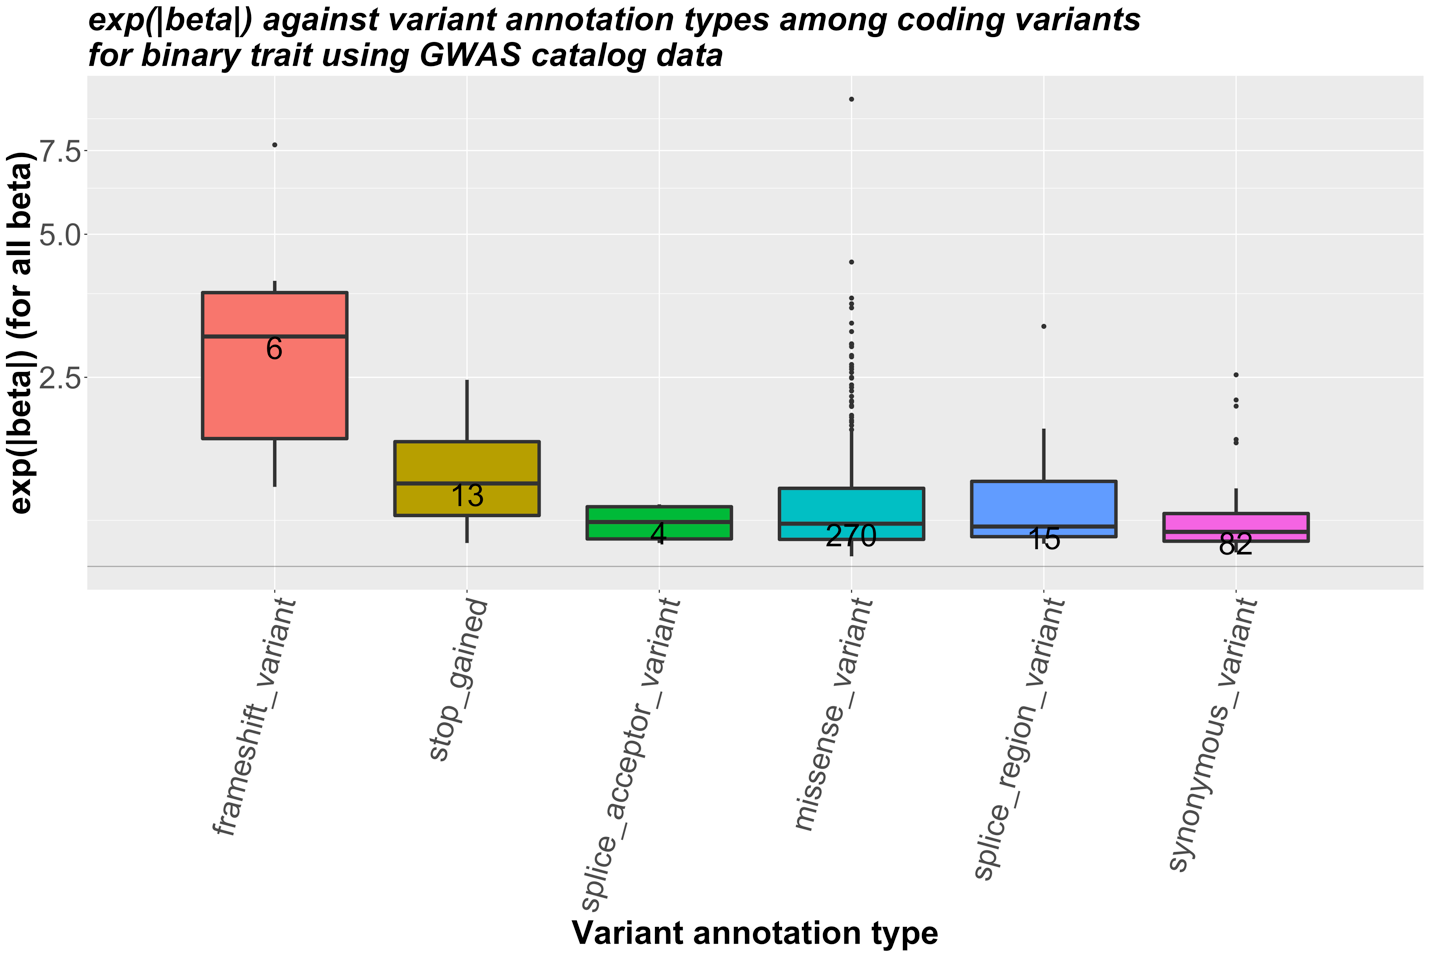 exp(|beta|) against variant annotation types among coding variants
for binary trait using GWAS catalog data
exp(|beta|) (for all beta)
7.5
5.0
2.5
6
13
4
270
15
82
frameshift_variant
stop_gained
splice_acceptor_variant
missense_variant
splice_region_variant
synonymous_variant
Variant annotation type